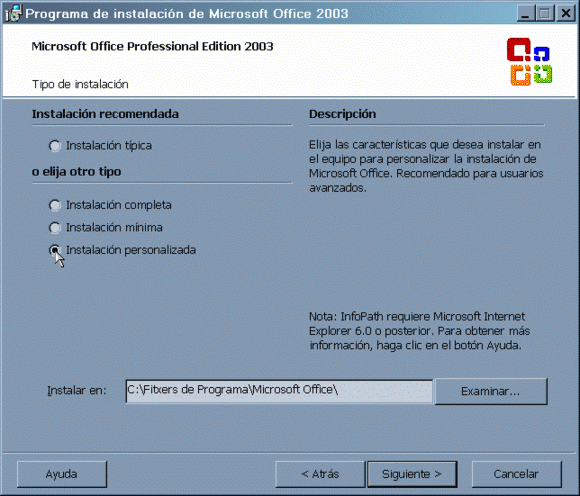 Programa de instalación de Microsoft Office 2003
Microsoft Office Professional Edition 2003
Tipo de instalación
Instalación recomendada
Instalación típica
o elija otro tipo
Instalación completa
Instalación mínima
Instalación personalizada
Descripción
Elija las características que desea instalar en
el equipo para personalizar la instalación de
Microsoft Office. Recomendado para usuarios
avanzados.
Nota: InfoPath requiere Microsoft Internet
Explorer 6.0 o posterior. Para obtener más
información, haga clic en el botón Ayuda.
Instalar en: C:\Fitxers de Programa\Microsoft Office\ Examinar...
Ayuda < Atrás Siguiente > Cancelar